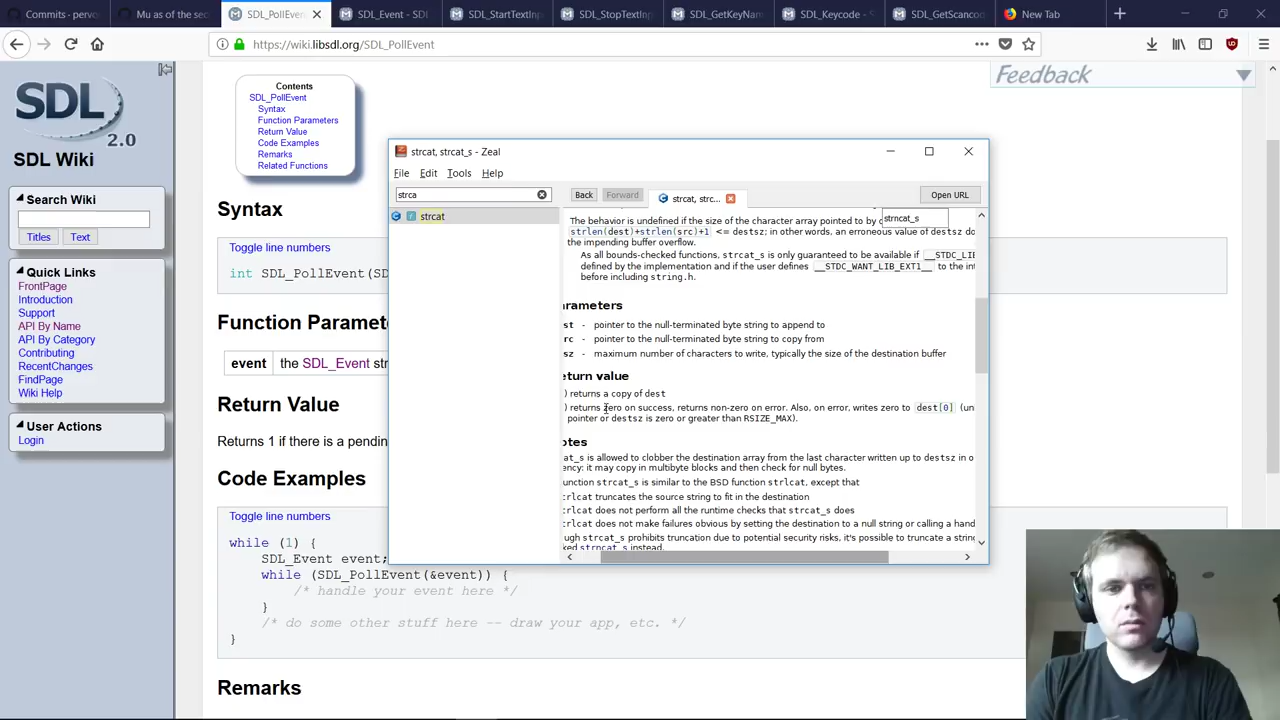 Commits - pervo
Mu as of the sec
SDL_PollEven
SDL_Event - SDL
SDL_StartTextInp
SDL_StopTextInp
SDL_GetKeyNam
SDL_Keycode - S
SDL_GetScanco
New Tab
https://wiki.libsdl.org/SDL_PollEvent
SDL
2.0
SDL Wiki
Search Wiki
Titles Text
Quick Links
FrontPage
Introduction
Support
API By Name
API By Category
Contributing
RecentChanges
FindPage
Wiki Help
User Actions
Login
Feedback
Contents
SDL_PollEvent
Syntax
Function Parameters
Return Value
Code Examples
Remarks
Related Functions
Syntax
Toggle line numbers
int SDL_PollEvent(SD
Function Paramete
event the SDL_Event str
Return Value
Returns 1 if there is a pendin
Code Examples
Toggle line numbers
while (1) {
SDL_Event event;
while (SDL_PollEvent(&event)) {
/* handle your event here */
}
/* do some other stuff here -- draw your app, etc. */
}
Remarks
strcat, strcat_s - Zeal
File Edit Tools Help
strca
strcat
Back Forward
strcat, strc...
Open URL
strncat_s
The behavior is undefined if the size of the character array pointed to by
strlen(dest)+strlen(src)+1 <= destsz; in other words, an erroneous value of destsz do
the impending buffer overflow.
As all bounds-checked functions, strcat_s is only guaranteed to be available if __STDC_LIB
defined by the implementation and if the user defines __STDC_WANT_LIB_EXT1__ to the int
before including string.h.
arameters
st - pointer to the null-terminated byte string to append to
rc - pointer to the null-terminated byte string to copy from
sz - maximum number of characters to write, typically the size of the destination buffer
eturn value
) returns a copy of dest
) returns zero on success, returns non-zero on error. Also, on error, writes zero to dest[0] (un
pointer or destsz is zero or greater than RSIZE_MAX).
otes
cat_s is allowed to clobber the destination array from the last character written up to destsz in o
ency: it may copy in multibyte blocks and then check for null bytes.
function strcat_s is similar to the BSD function strlcat, except that
trlcat truncates the source string to fit in the destination
trlcat does not perform all the runtime checks that strcat_s does
trlcat does not make failures obvious by setting the destination to a null string or calling a hand
ugh strcat_s prohibits truncation due to potential security risks, it's possible to truncate a string
ked strncat_s instead.